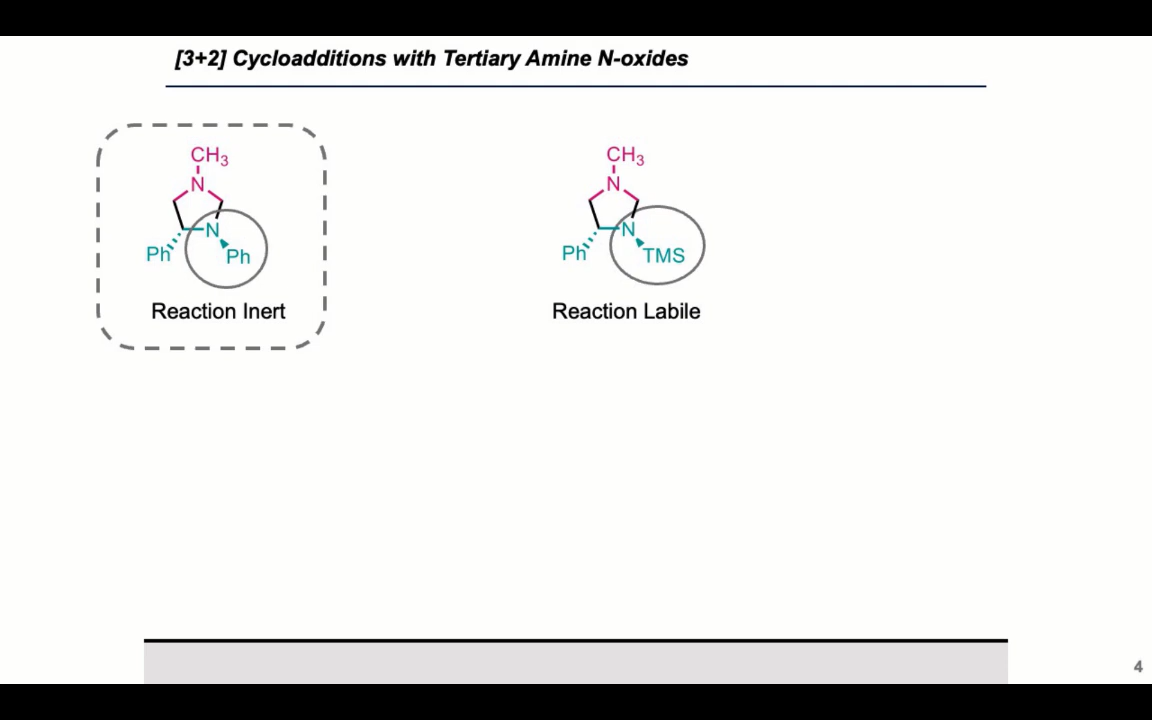 [3+2] Cycloadditions with Tertiary Amine N-oxides
CH3
N
N
Ph
Ph
Reaction Inert
CH3
N
N
Ph
TMS
Reaction Labile
4